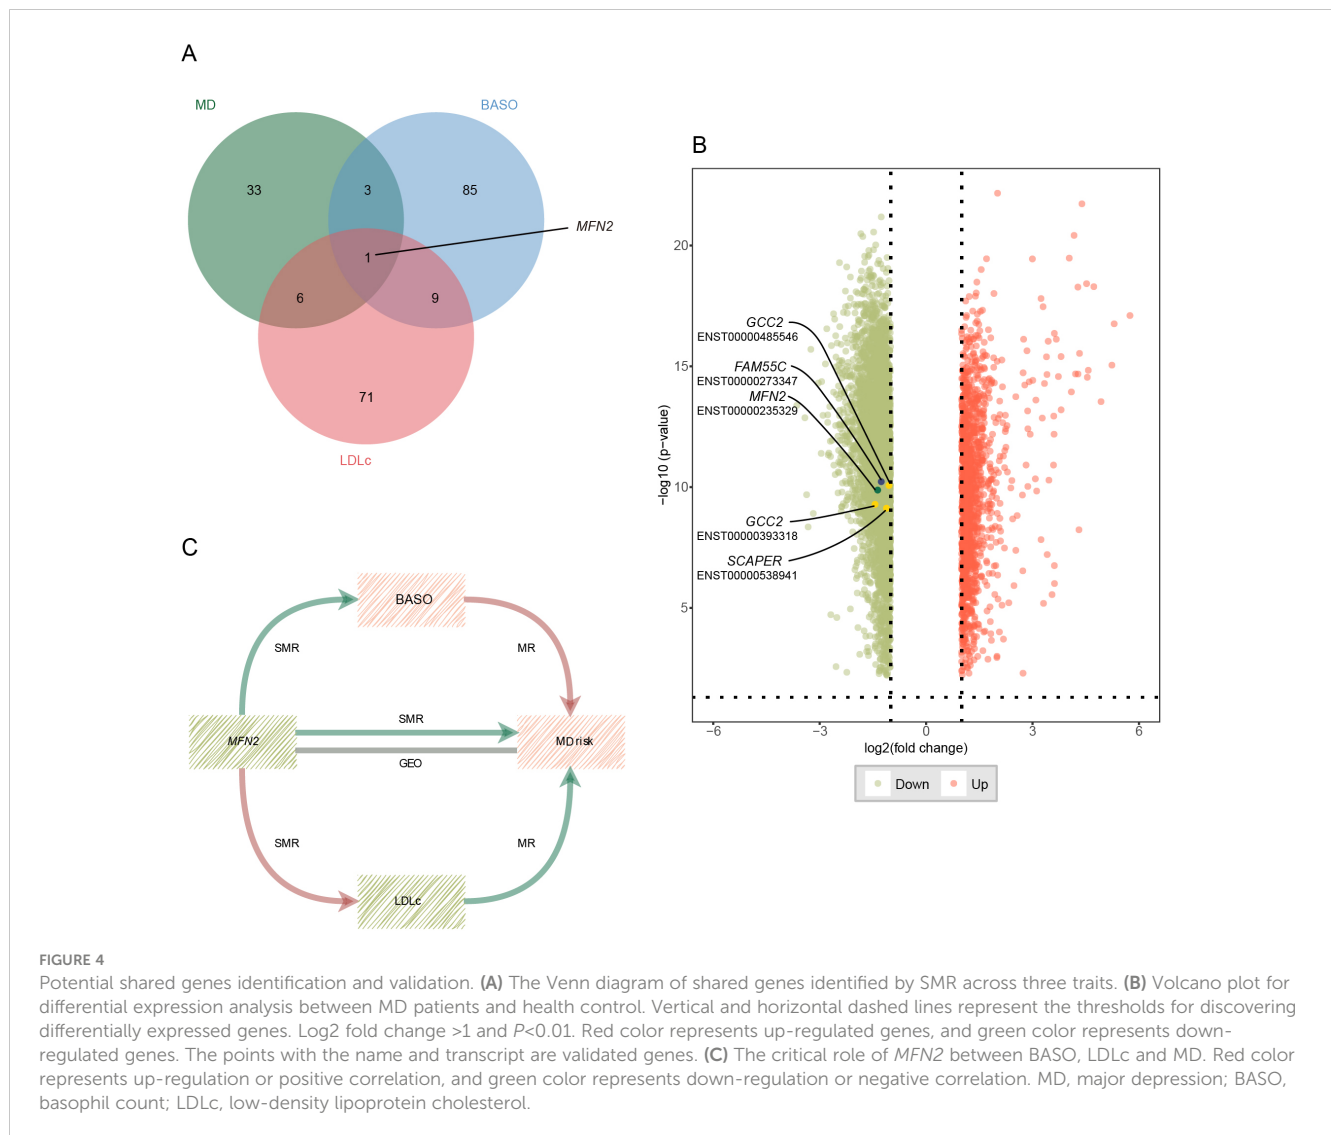 A
MD
BASO
33
3
85
MFN2
1
6
9
71
LDLc
B
−log10 (p−value)
20
15
10
5
GCC2
ENST00000485546
FAM55C
ENST00000273347
MFN2
ENST00000235329
GCC2
ENST00000393318
SCAPER
ENST00000538941
−6
−3
0
3
6
log2(fold change)
Down
Up
C
BASO
SMR
MR
SMR
MFN2
MD risk
GEO
SMR
MR
LDLc
FIGURE 4
Potential shared genes identification and validation. (A) The Venn diagram of shared genes identified by SMR across three traits. (B) Volcano plot for
differential expression analysis between MD patients and health control. Vertical and horizontal dashed lines represent the thresholds for discovering
differentially expressed genes. Log2 fold change >1 and P<0.01. Red color represents up-regulated genes, and green color represents down-
regulated genes. The points with the name and transcript are validated genes. (C) The critical role of MFN2 between BASO, LDLc and MD. Red color
represents up-regulation or positive correlation, and green color represents down-regulation or negative correlation. MD, major depression; BASO,
basophil count; LDLc, low-density lipoprotein cholesterol.